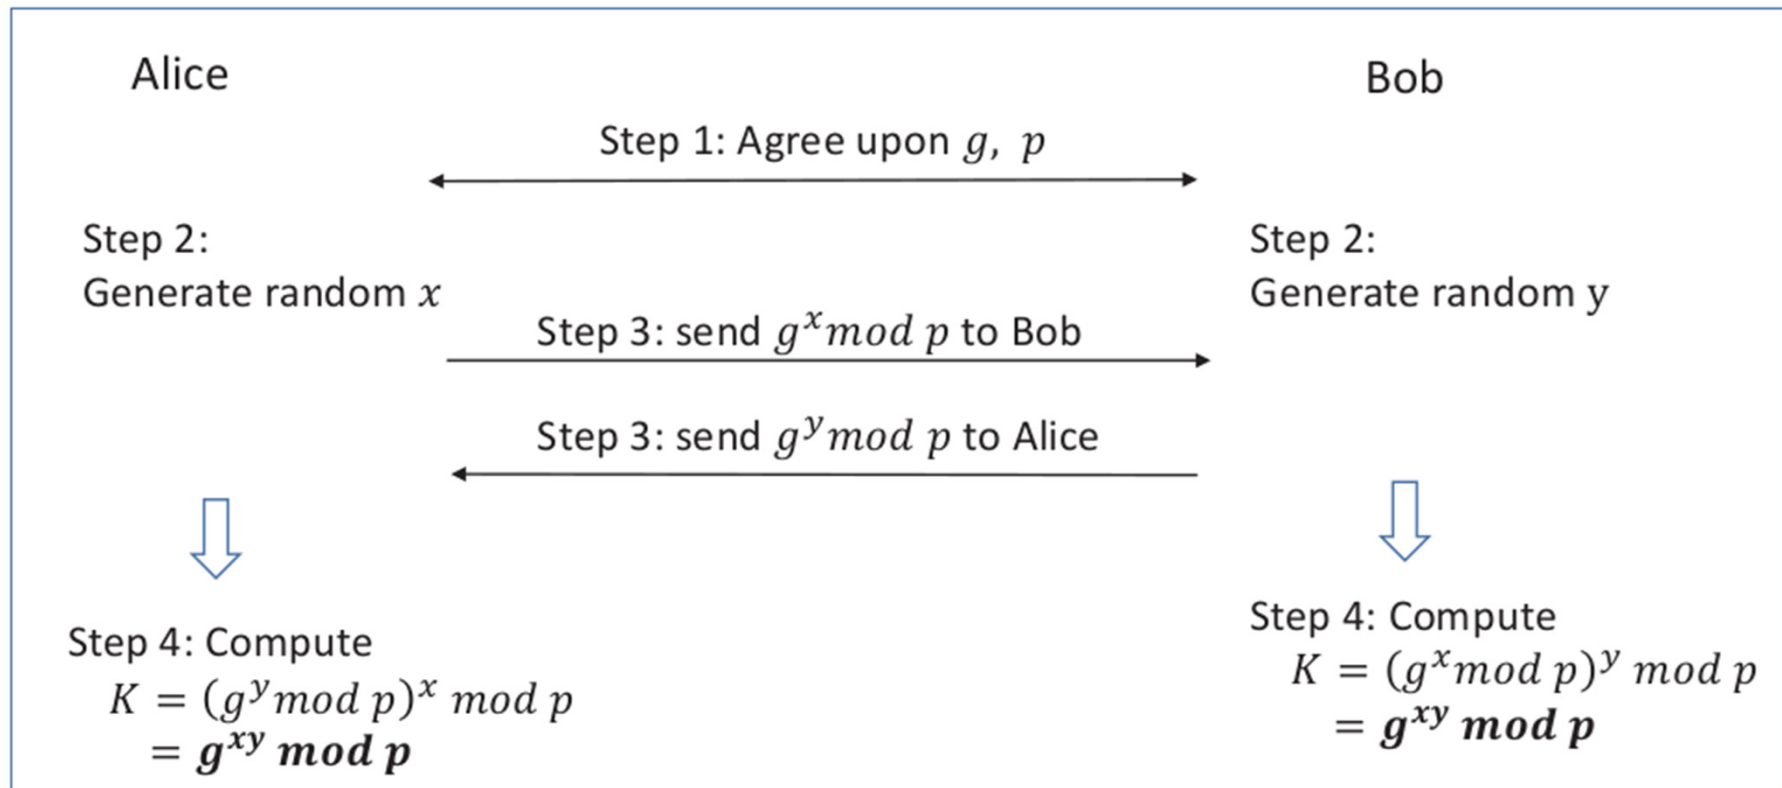 Alice
Bob
Step 1: Agree upon g, p
Step 2:
Generate random x
Step 2:
Generate random y
Step 3: send g^x mod p to Bob
Step 3: send g^y mod p to Alice
Step 4: Compute
K = (g^y mod p)^x mod p
= g^xy mod p
Step 4: Compute
K = (g^x mod p)^y mod p
= g^xy mod p